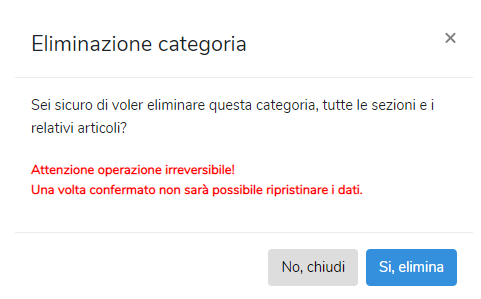 Eliminazione categoria
Sei sicuro di voler eliminare questa categoria, tutte le sezioni e i
relativi articoli?
Attenzione operazione irreversibile!
Una volta confermato non sarà possibile ripristinare i dati.
No, chiudi
Si, elimina